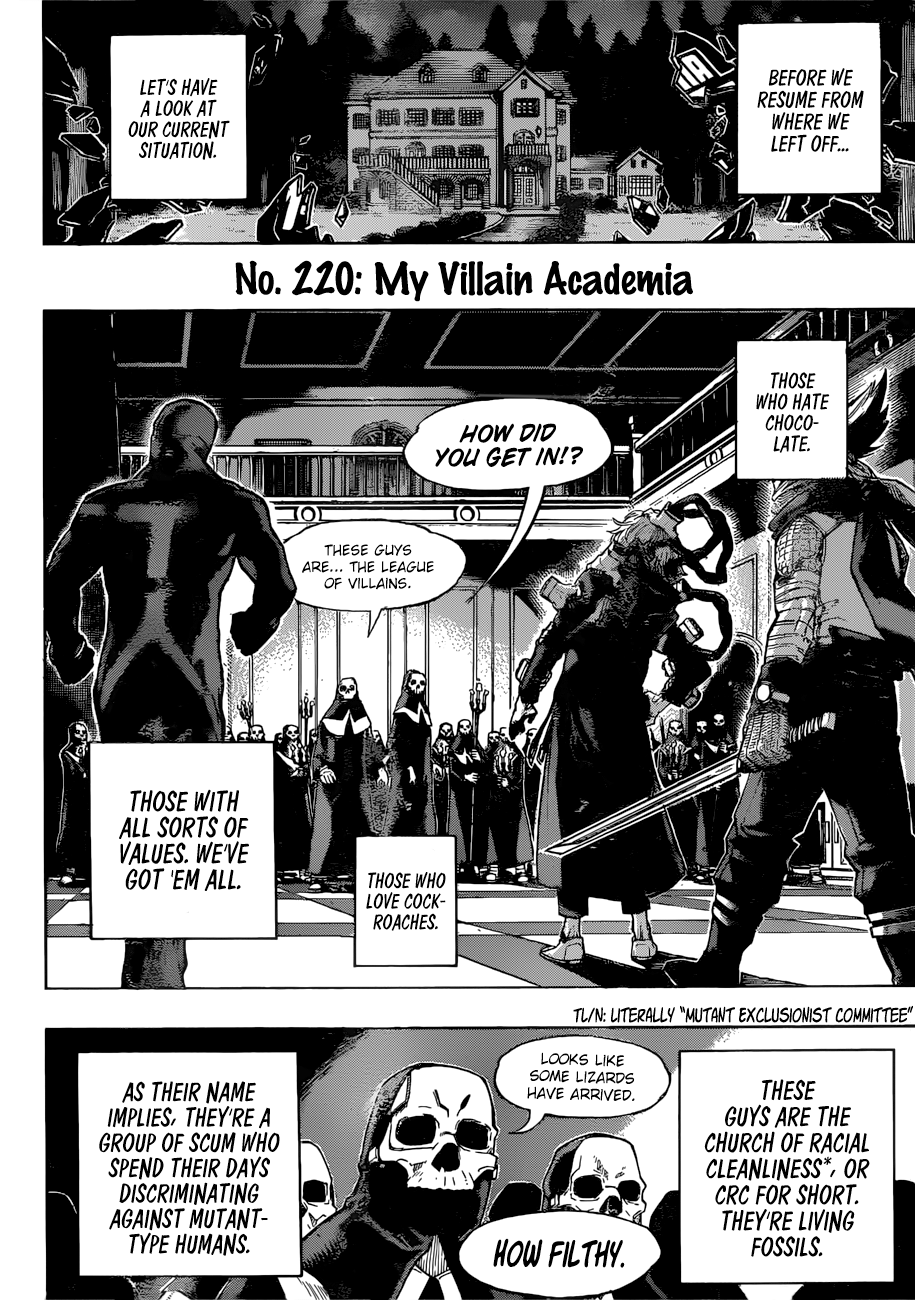 BEFORE WE
RESUME FROM
WHERE WE
LEFT OFF...
LET'S HAVE
A LOOK AT
OUR CURRENT
SITUATION.
No. 220: My Villain Academia
THOSE
WHO HATE
CHOCO-
LATE.
HOW DID
YOU GET IN!?
THESE GUYS
ARE... THE LEAGUE
OF VILLAINS.
THOSE WHO
LOVE COCK-
ROACHES.
THOSE WITH
ALL SORTS OF
VALUES. WE'VE
GOT 'EM ALL.
TL/N: LITERALLY "MUTANT EXCLUSIONIST COMMITTEE"
THESE
GUYS ARE THE
CHURCH OF RACIAL
CLEANLINESS*, OR
CRC FOR SHORT.
THEY'RE LIVING
FOSSILS.
LOOKS LIKE
SOME LIZARDS
HAVE ARRIVED.
HOW FILTHY.
AS THEIR NAME
IMPLIES, THEY'RE A
GROUP OF SCUM WHO
SPEND THEIR DAYS
DISCRIMINATING
AGAINST MUTANT-
TYPE HUMANS.